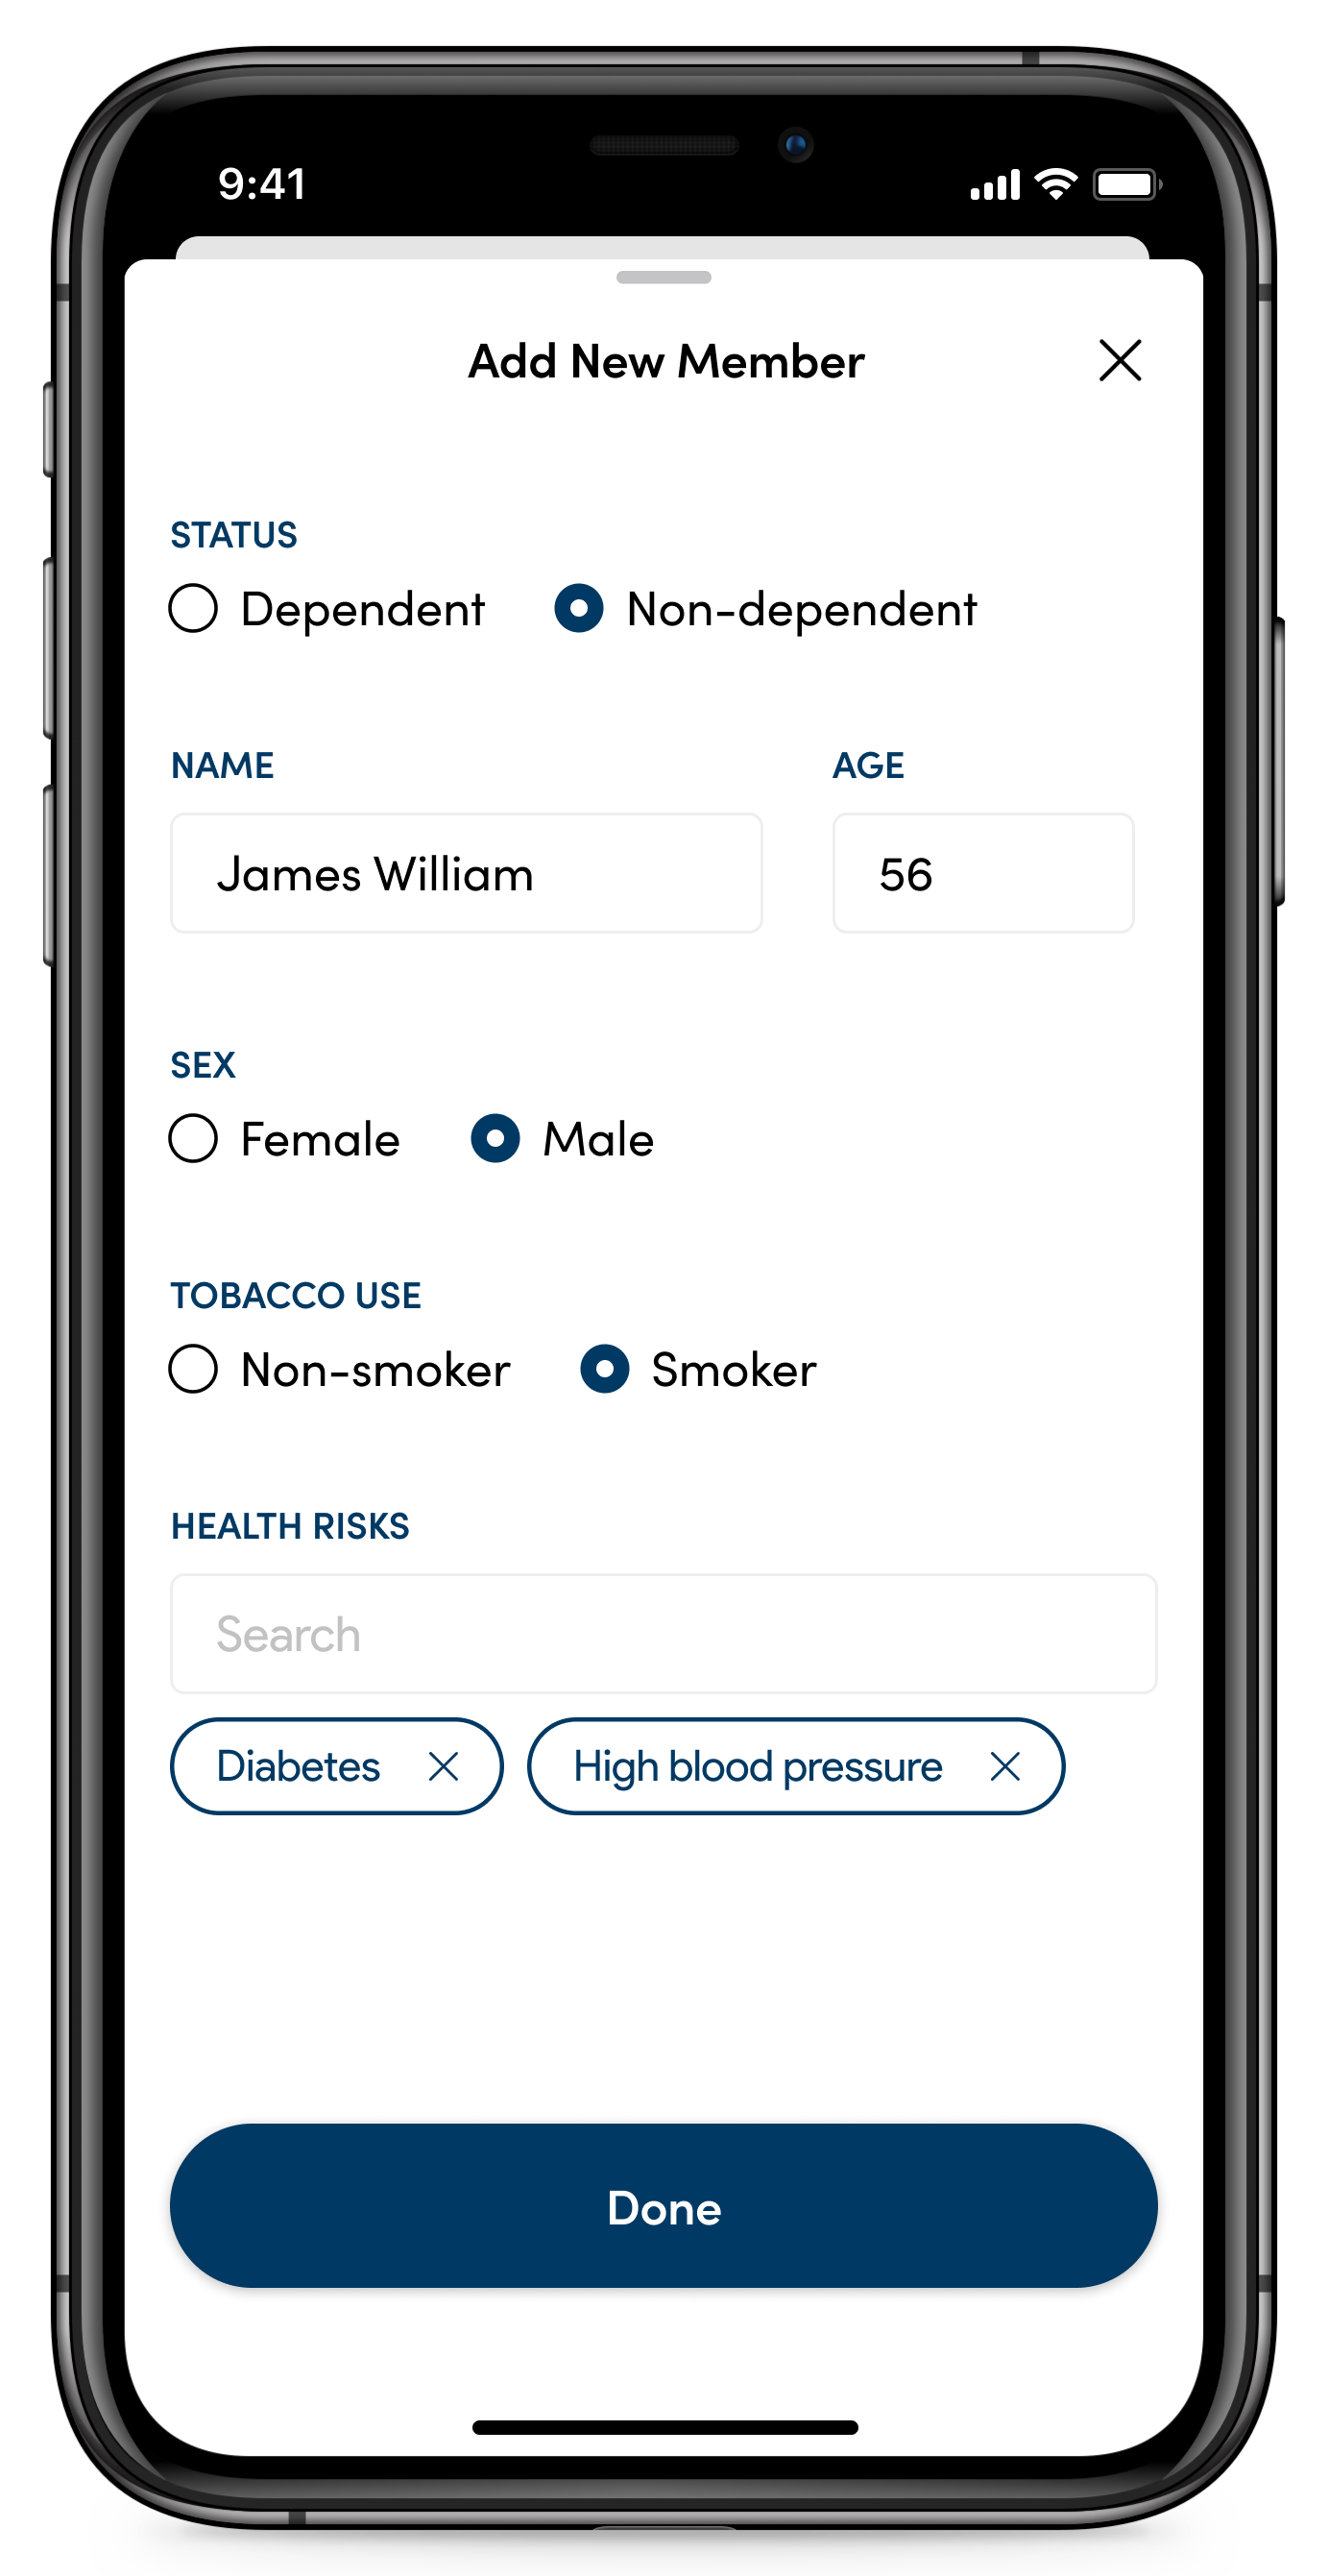 9:41
Add New Member
STATUS
Dependent Non-dependent
NAME AGE
James William 56
SEX
Female Male
TOBACCO USE
Non-smoker Smoker
HEALTH RISKS
Search
Diabetes High blood pressure
Done